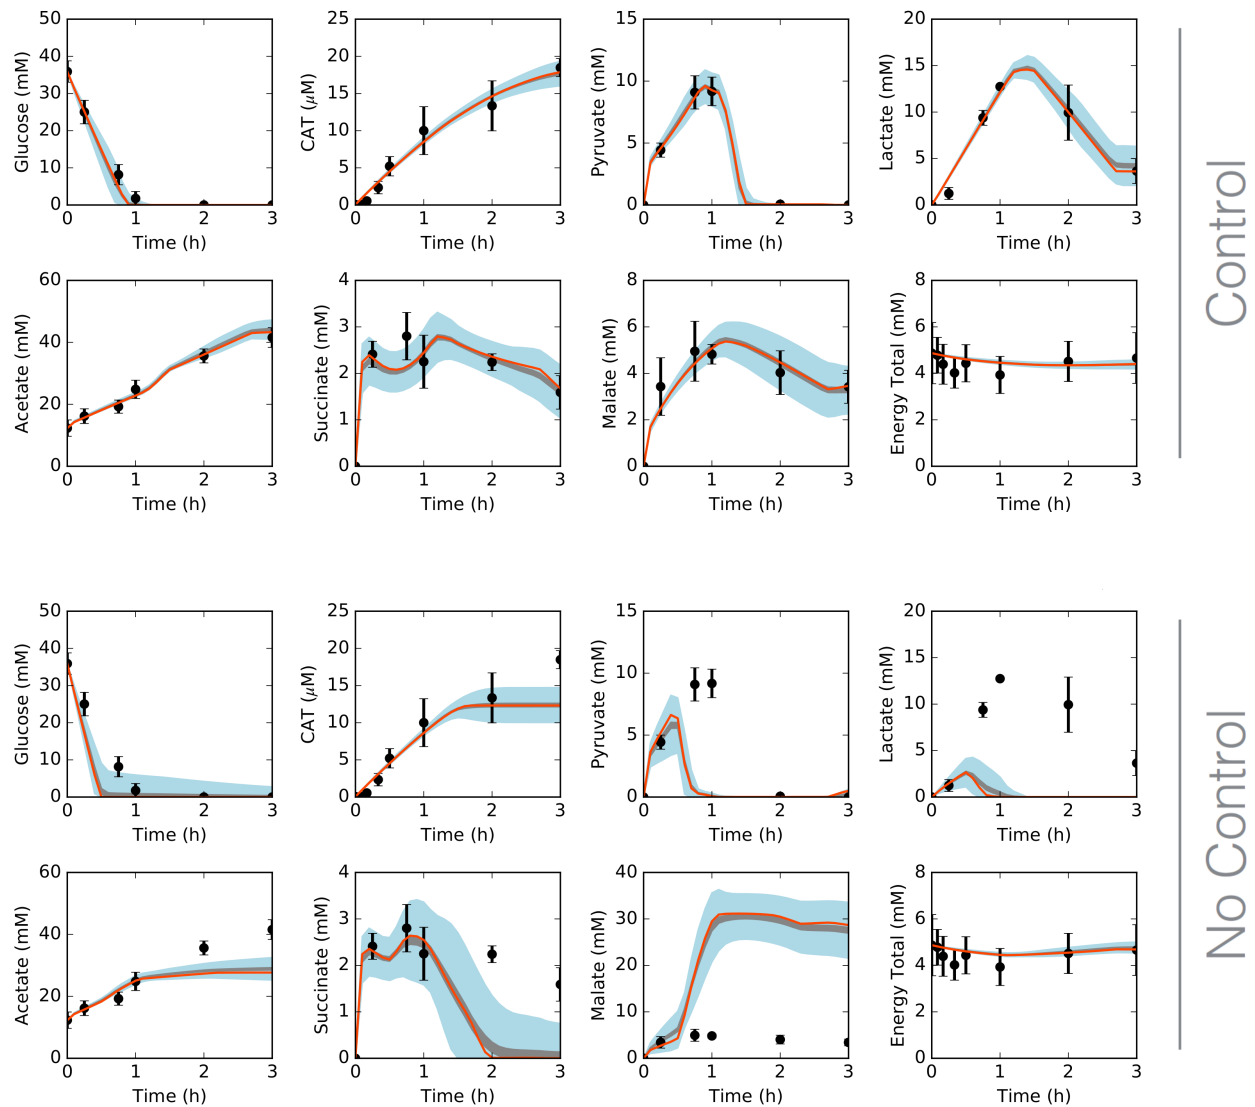 50
40
30
20
10
0
Glucose (mM)
0 1 2 3
Time (h)
25
20
15
10
5
0
CAT (μM)
0 1 2 3
Time (h)
15
10
5
0
Pyruvate (mM)
0 1 2 3
Time (h)
20
15
10
5
0
Lactate (mM)
0 1 2 3
Time (h)
60
40
20
0
Acetate (mM)
0 1 2 3
Time (h)
4
3
2
1
0
Succinate (mM)
0 1 2 3
Time (h)
8
6
4
2
0
Malate (mM)
0 1 2 3
Time (h)
8
6
4
2
0
Energy Total (mM)
0 1 2 3
Time (h)
Control
50
40
30
20
10
0
Glucose (mM)
0 1 2 3
Time (h)
25
20
15
10
5
0
CAT (μM)
0 1 2 3
Time (h)
15
10
5
0
Pyruvate (mM)
0 1 2 3
Time (h)
20
15
10
5
0
Lactate (mM)
0 1 2 3
Time (h)
60
40
20
0
Acetate (mM)
0 1 2 3
Time (h)
4
3
2
1
0
Succinate (mM)
0 1 2 3
Time (h)
40
30
20
10
0
Malate (mM)
0 1 2 3
Time (h)
8
6
4
2
0
Energy Total (mM)
0 1 2 3
Time (h)
No Control